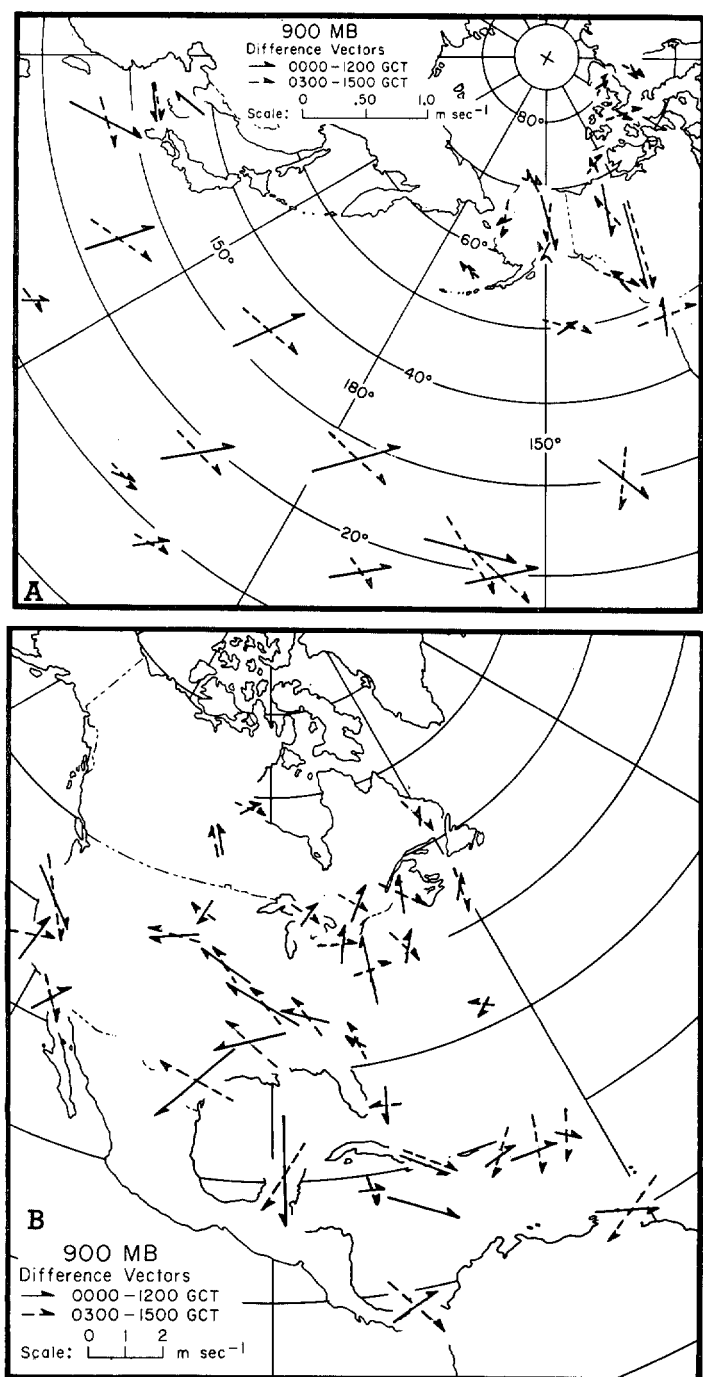 900 MB
Difference Vectors
0000-1200 GCT
0300-1500 GCT
Scale: 0 .50 1.0 m sec-1
80°
60°
150°
40°
180°
150°
20°
A
B
900 MB
Difference Vectors
0000-1200 GCT
0300-1500 GCT
0 1 2
Scale: m sec-1